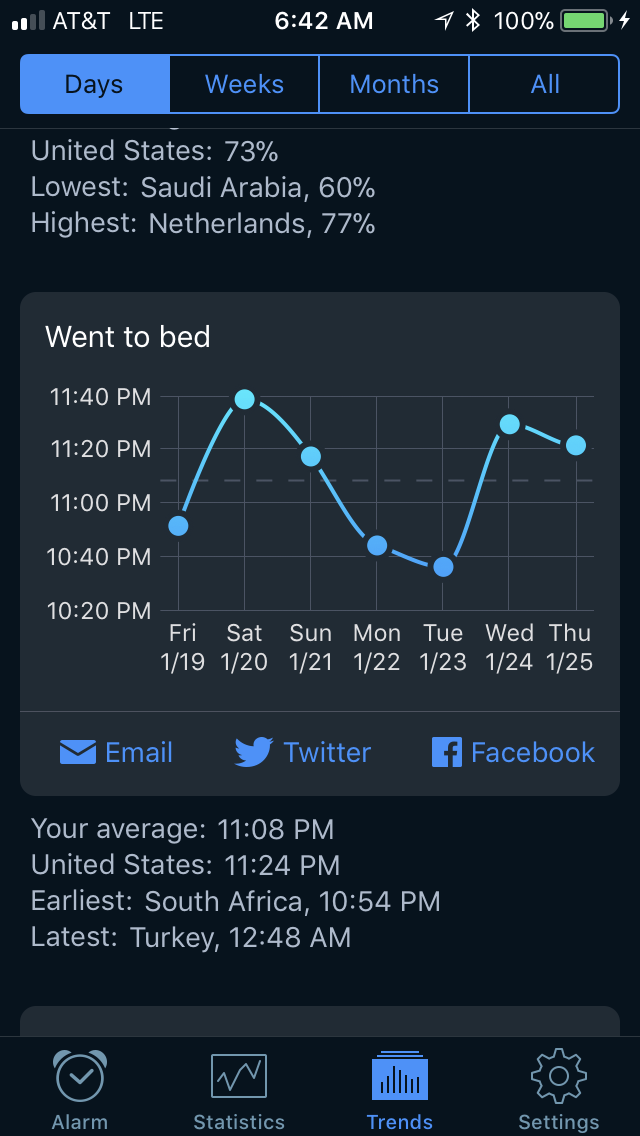 AT&T LTE 6:42 AM 100%
Days Weeks Months All
United States: 73%
Lowest: Saudi Arabia, 60%
Highest: Netherlands, 77%
Went to bed
11:40 PM
11:20 PM
11:00 PM
10:40 PM
10:20 PM
Fri Sat Sun Mon Tue Wed Thu
1/19 1/20 1/21 1/22 1/23 1/24 1/25
Email Twitter Facebook
Your average: 11:08 PM
United States: 11:24 PM
Earliest: South Africa, 10:54 PM
Latest: Turkey, 12:48 AM
Alarm Statistics Trends Settings